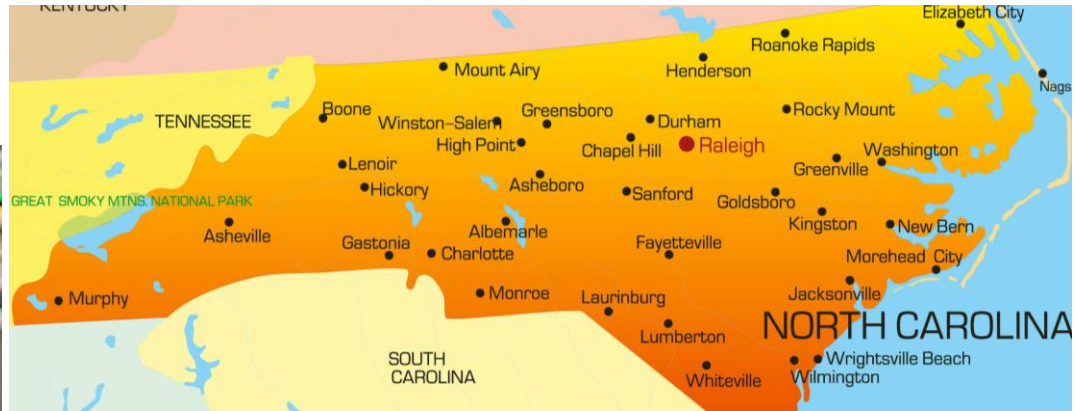 KENTUCKY
Elizabeth City
Roanoke Rapids
Henderson
Mount Airy
Nags
Boone
Greensboro
Rocky Mount
TENNESSEE
Winston-Salem
Durham
High Point
Chapel Hill
Raleigh
Washington
Lenoir
Greenville
Asheboro
Hickory
Sanford
Goldsboro
GREAT SMOKY MTNS. NATIONAL PARK
Kingston
Asheville
Albemarle
New Bern
Gastonia
Charlotte
Fayetteville
Morehead City
Murphy
Monroe
Jacksonville
Laurinburg
NORTH CAROLINA
Lumberton
SOUTH
CAROLINA
Wrightsville Beach
Whiteville
Wilmington